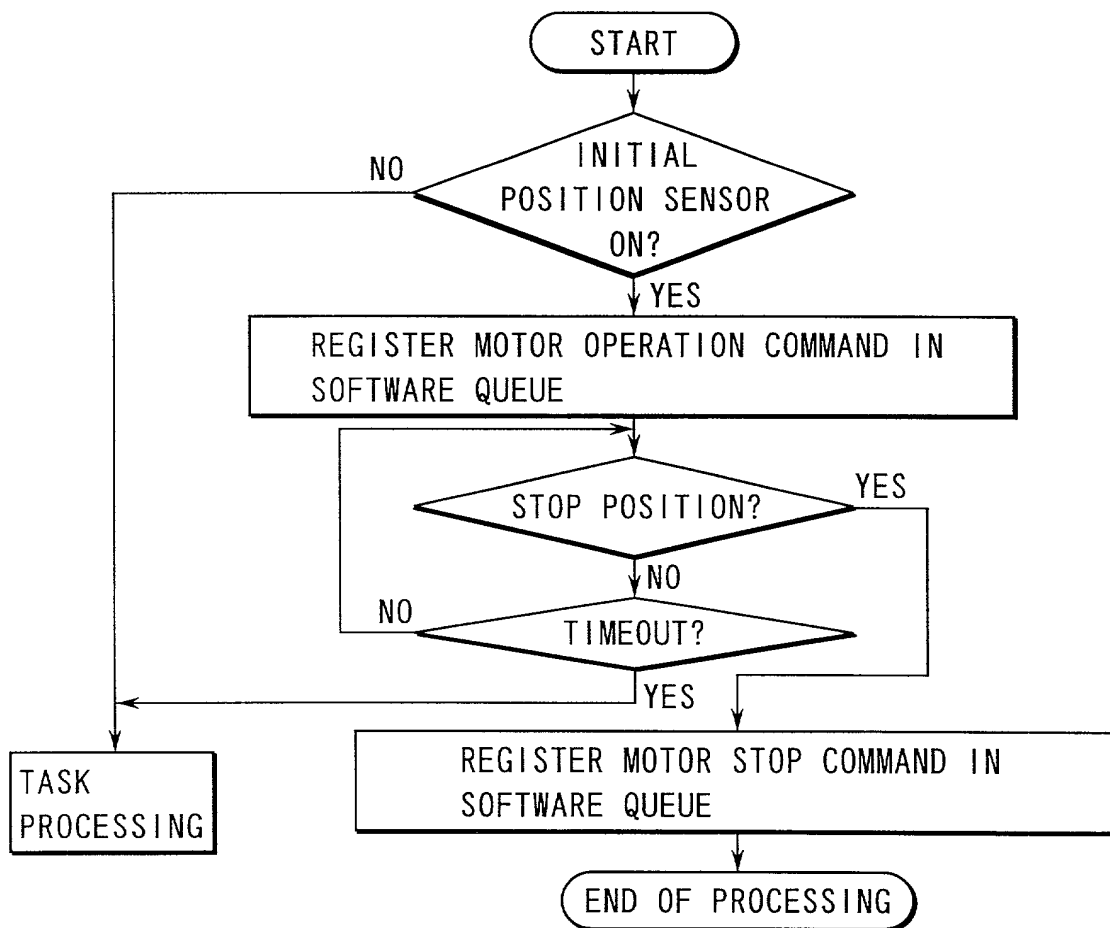 START
NO
INITIAL
POSITION SENSOR
ON?
YES
REGISTER MOTOR OPERATION COMMAND IN
SOFTWARE QUEUE
STOP POSITION?
YES
NO
NO
TIMEOUT?
YES
TASK
PROCESSING
REGISTER MOTOR STOP COMMAND IN
SOFTWARE QUEUE
END OF PROCESSING